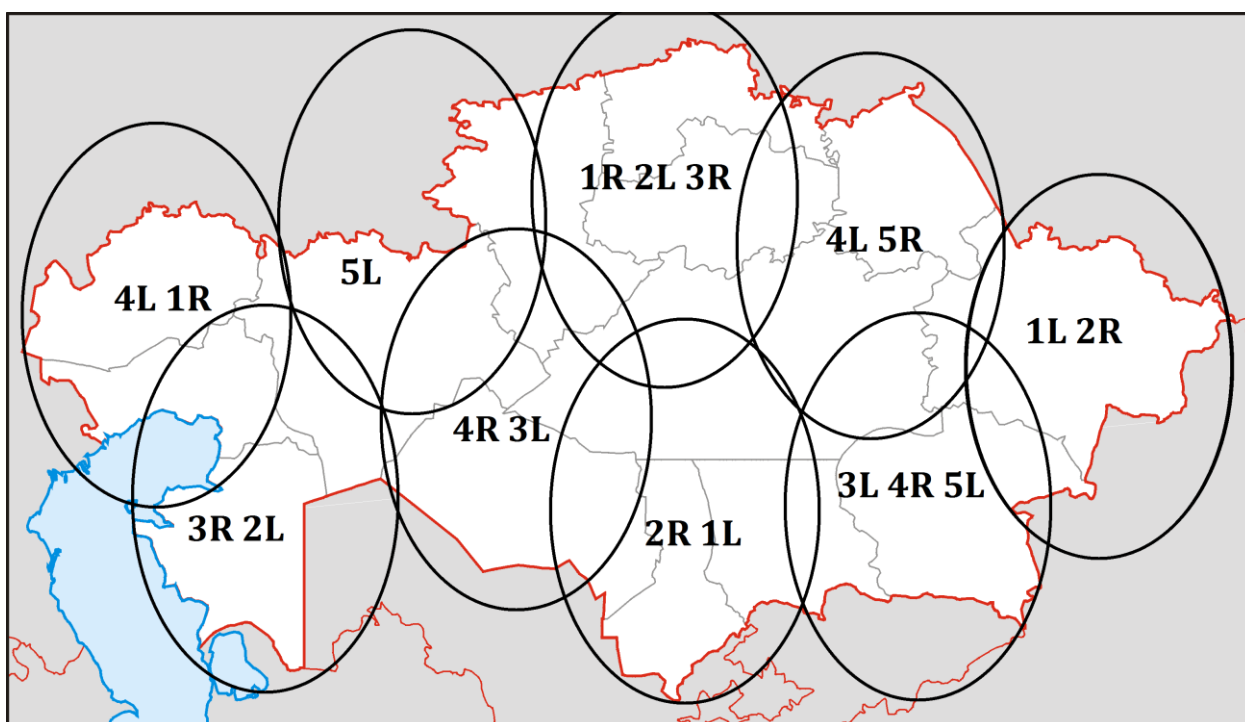 1R 2L 3R
4L 5R
5L
4L 1R
1L 2R
4R 3L
3L 4R 5L
3R 2L
2R 1L